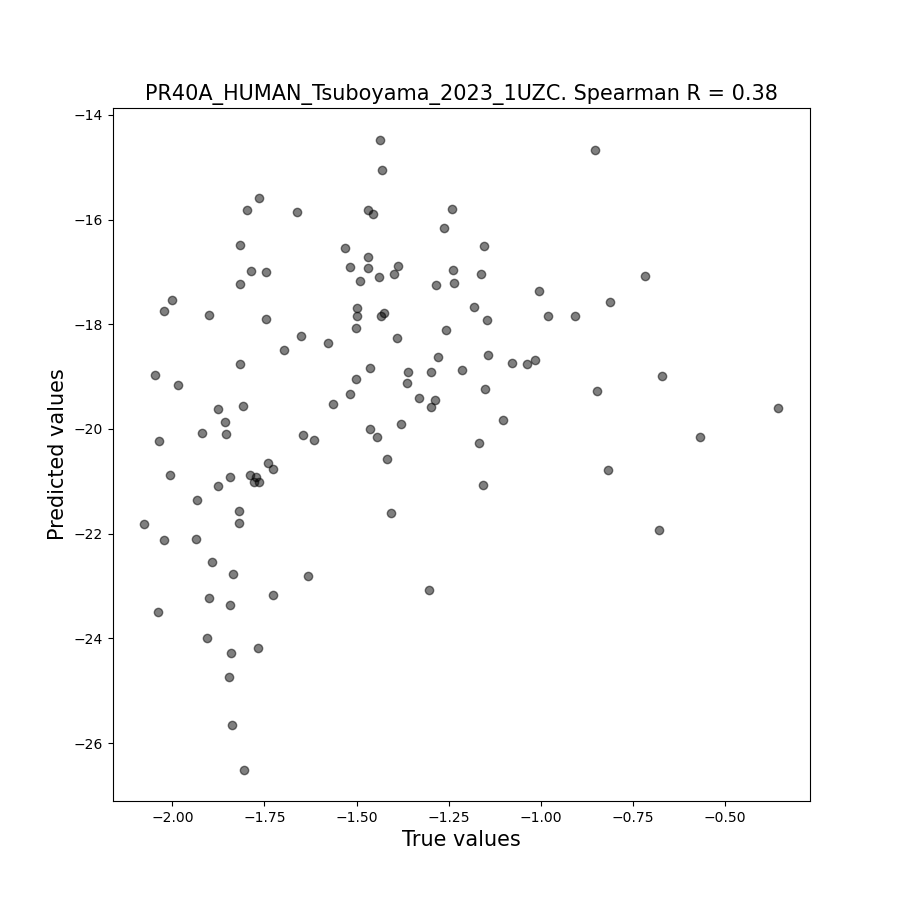 PR40A_HUMAN_Tsuboyama_2023_1UZC. Spearman R = 0.38
−14
−16
−18
−20
−22
−24
−26
Predicted values
−2.00 −1.75 −1.50 −1.25 −1.00 −0.75 −0.50
True values